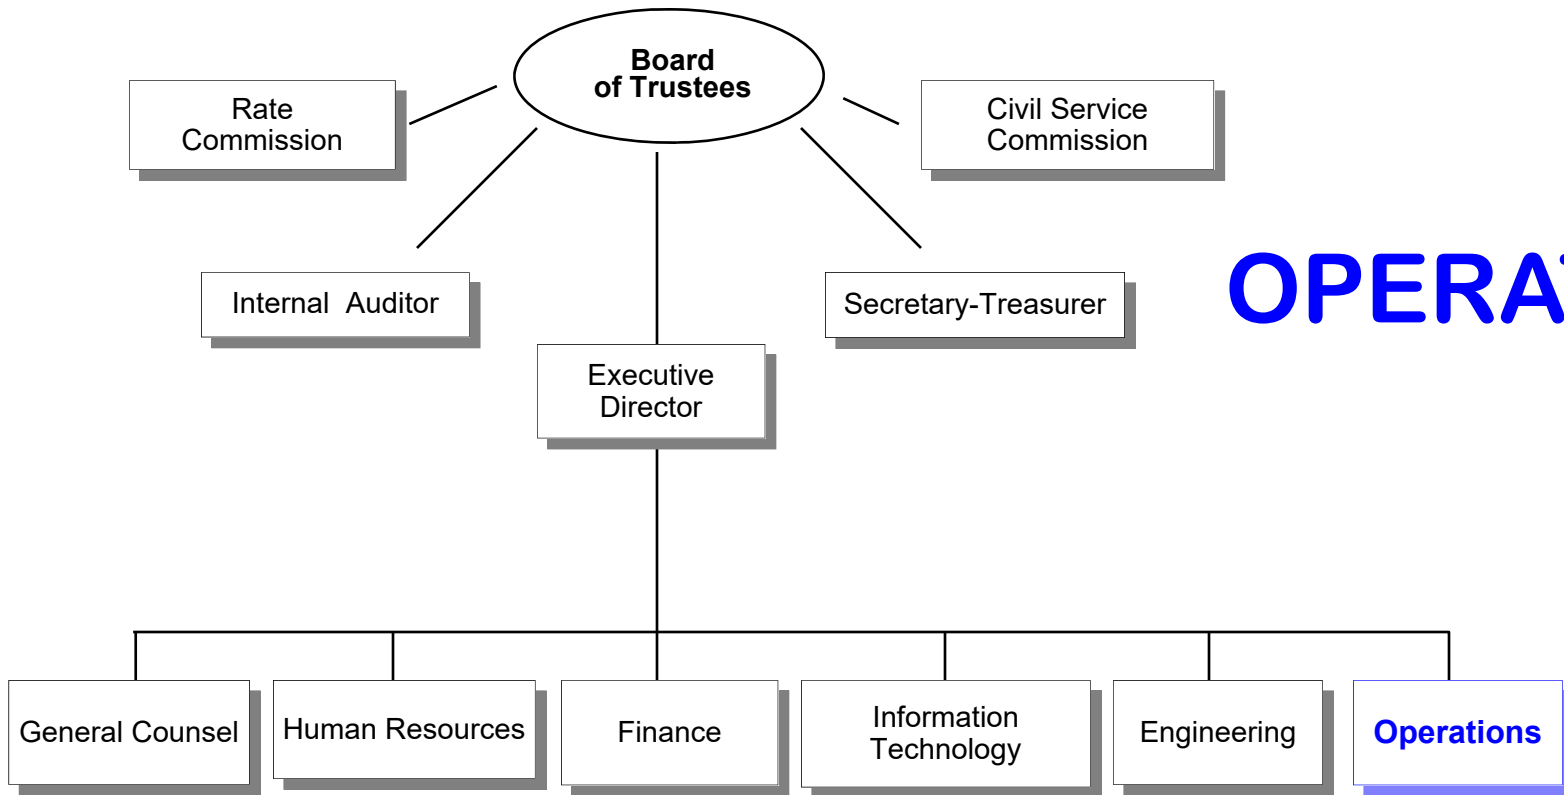 Board
of Trustees
Rate
Commission
Civil Service
Commission
Internal Auditor
Secretary-Treasurer
OPERA
Executive
Director
General Counsel
Human Resources
Finance
Information
Technology
Engineering
Operations